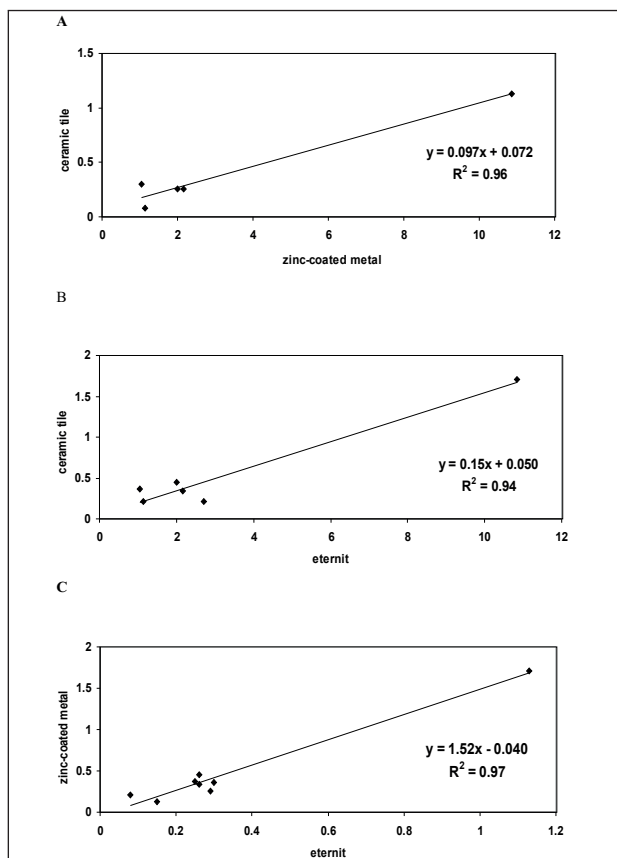 A
1.5
1
0.5
0
ceramic tile
y = 0.097x + 0.072
R² = 0.96
0 2 4 6 8 10 12
zinc-coated metal
B
2
1.5
1
0.5
0
ceramic tile
y = 0.15x + 0.050
R² = 0.94
0 2 4 6 8 10 12
eternit
C
2
1.5
1
0.5
0
zinc-coated metal
y = 1.52x - 0.040
R² = 0.97
0 0.2 0.4 0.6 0.8 1 1.2
eternit